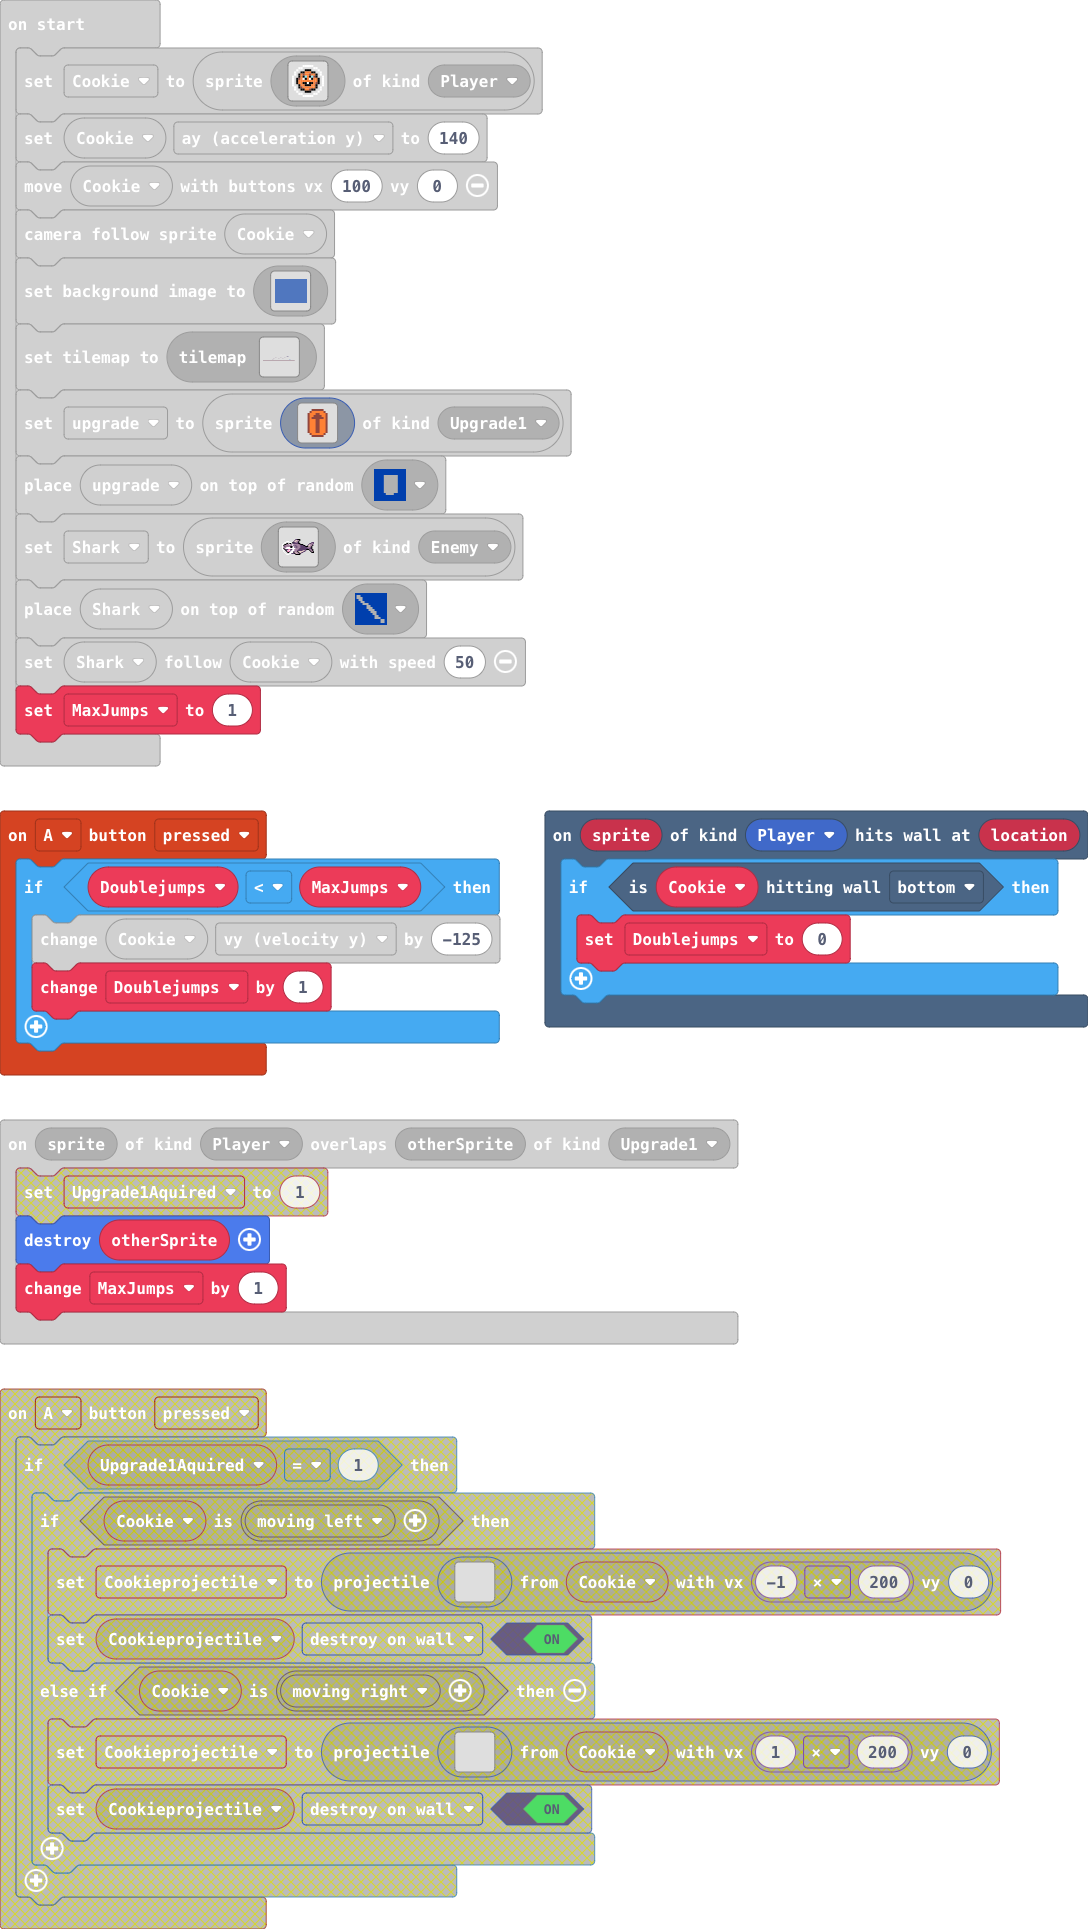 on start
set Cookie to sprite of kind Player
set Cookie ay (acceleration y) to 140
move Cookie with buttons vx 100 vy 0
camera follow sprite Cookie
set background image to
set tilemap to tilemap
set upgrade to sprite of kind Upgrade1
place upgrade on top of random
set Shark to sprite of kind Enemy
place Shark on top of random
set Shark follow Cookie with speed 50
set MaxJumps to 1
on A button pressed
if Doublejumps < MaxJumps then
change Cookie vy (velocity y) by -125
change Doublejumps by 1
on sprite of kind Player hits wall at location
if is Cookie hitting wall bottom then
set Doublejumps to 0
on sprite of kind Player overlaps otherSprite of kind Upgrade1
set Upgrade1Aquired to 1
destroy otherSprite
change MaxJumps by 1
on A button pressed
if Upgrade1Aquired = 1 then
if Cookie is moving left then
set Cookieprojectile to projectile from Cookie with vx -1 × 200 vy 0
set Cookieprojectile destroy on wall ON
else if Cookie is moving right then
set Cookieprojectile to projectile from Cookie with vx 1 × 200 vy 0
set Cookieprojectile destroy on wall ON